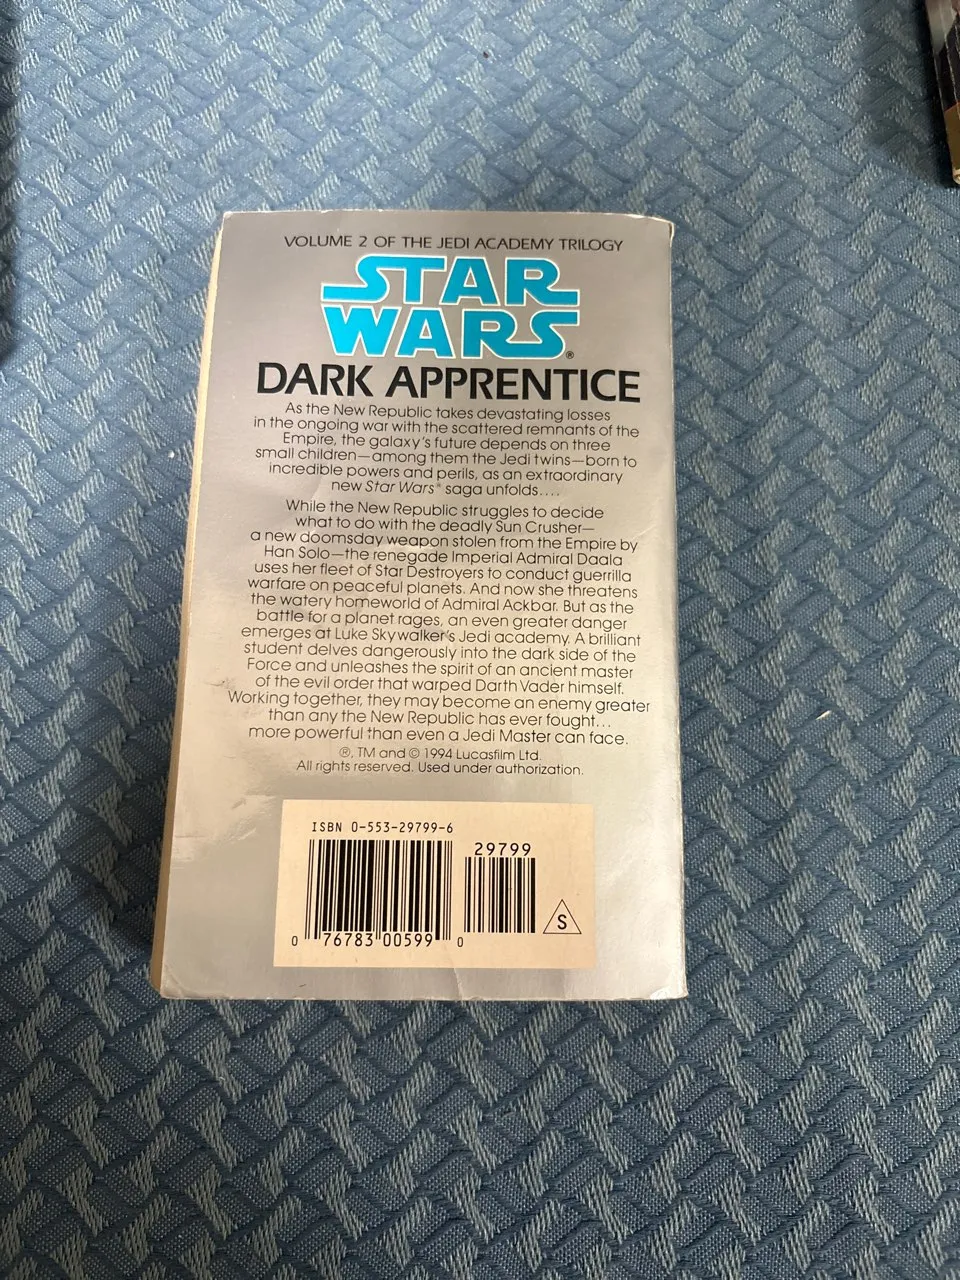 VOLUME 2 OF THE JEDI ACADEMY TRILOGY
STAR
WARS®
DARK APPRENTICE
As the New Republic takes devastating losses
in the ongoing war with the scattered remnants of the
Empire, the galaxy's future depends on three
small children—among them the Jedi twins—born to
incredible powers and perils, as an extraordinary
new Star Wars® saga unfolds....
While the New Republic struggles to decide
what to do with the deadly Sun Crusher—
a new doomsday weapon stolen from the Empire by
Han Solo—the renegade Imperial Admiral Daala
uses her fleet of Star Destroyers to conduct guerrilla
warfare on peaceful planets. And now she threatens
the watery homeworld of Admiral Ackbar. But as the
battle for a planet rages, an even greater danger
emerges at Luke Skywalker's Jedi academy. A brilliant
student delves dangerously into the dark side of the
Force and unleashes the spirit of an ancient master
of the evil order that warped Darth Vader himself.
Working together, they may become an enemy greater
than any the New Republic has ever fought...
more powerful than even a Jedi Master can face.
®, TM and © 1994 Lucasfilm Ltd.
All rights reserved. Used under authorization.
ISBN 0-553-29799-6
29799
S
0 76783 00599 0